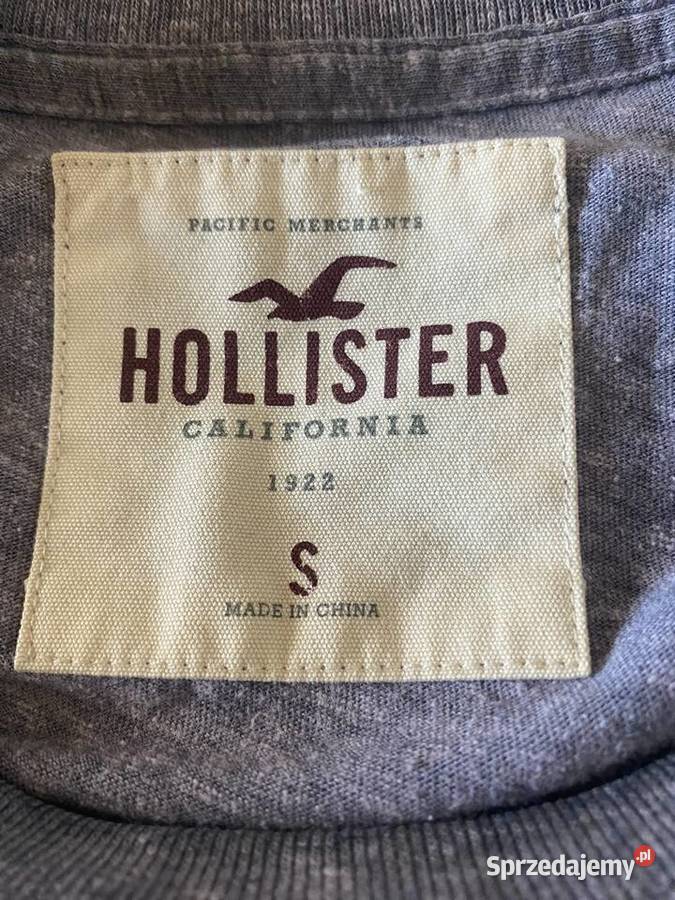 PACIFIC MERCHANTS
HOLLISTER
CALIFORNIA
1922
S
MADE IN CHINA
Sprzedajemy.pl